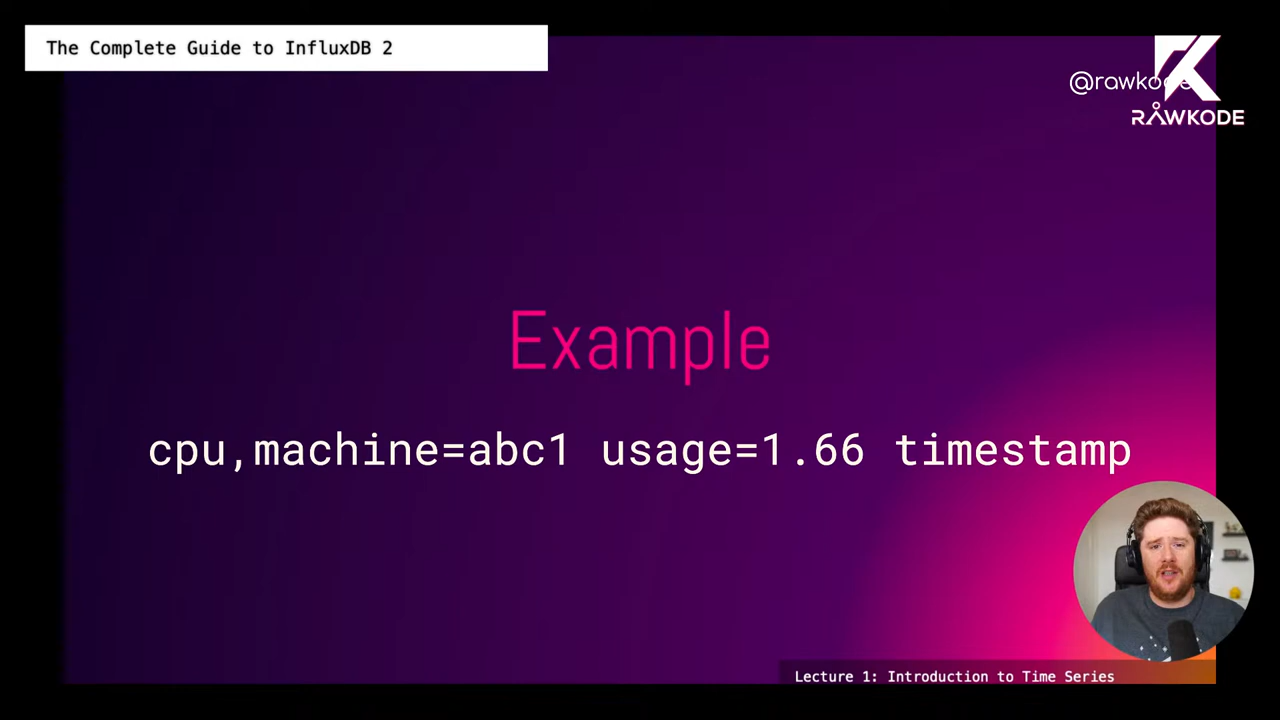 The Complete Guide to InfluxDB 2
@rawkode
RAWKODE
Example
cpu,machine=abc1 usage=1.66 timestamp
Lecture 1: Introduction to Time Series